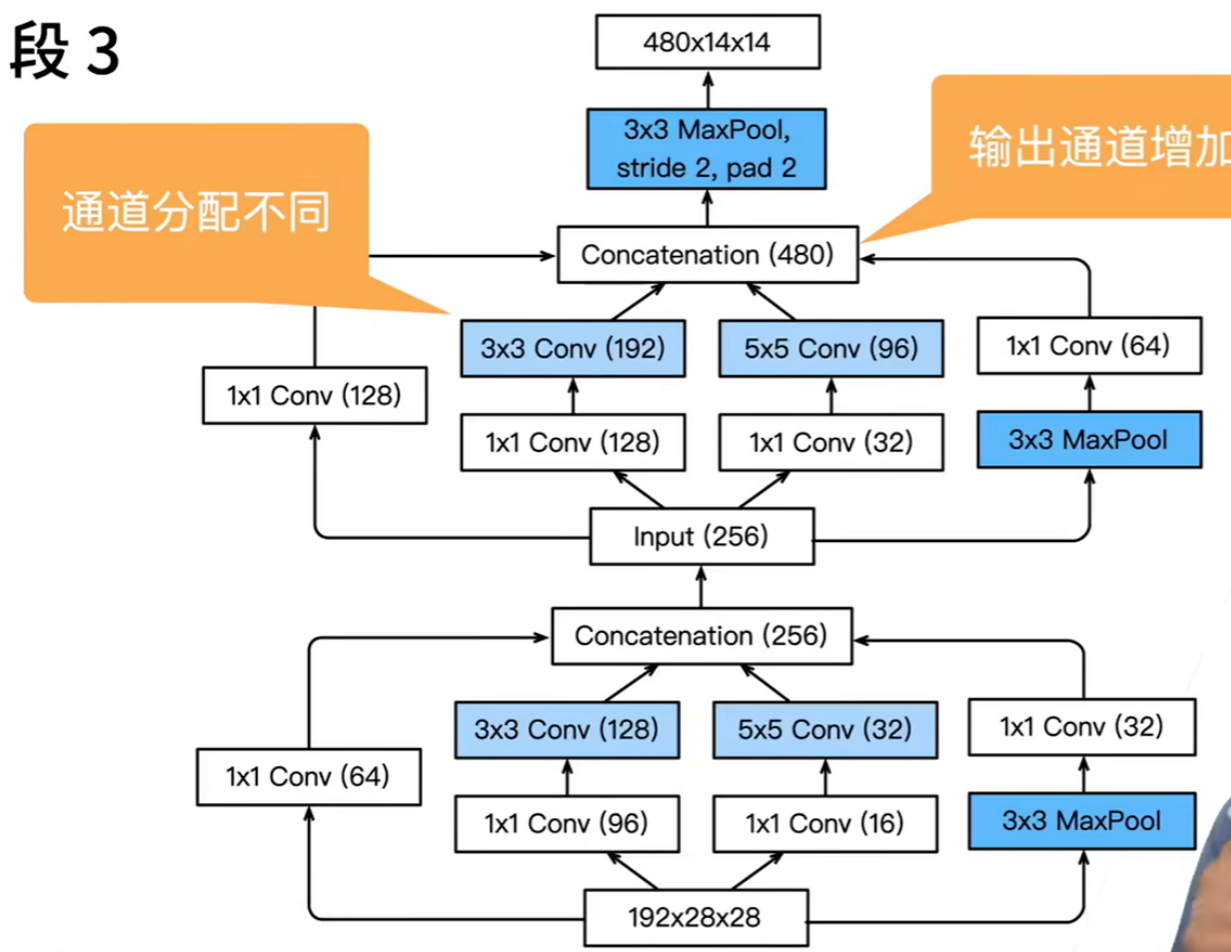 段 3
480x14x14
3x3 MaxPool,
stride 2, pad 2
输出通道增加
通道分配不同
Concatenation (480)
3x3 Conv (192)
5x5 Conv (96)
1x1 Conv (64)
1x1 Conv (128)
1x1 Conv (128)
1x1 Conv (32)
3x3 MaxPool
Input (256)
Concatenation (256)
3x3 Conv (128)
5x5 Conv (32)
1x1 Conv (32)
1x1 Conv (64)
1x1 Conv (96)
1x1 Conv (16)
3x3 MaxPool
192x28x28